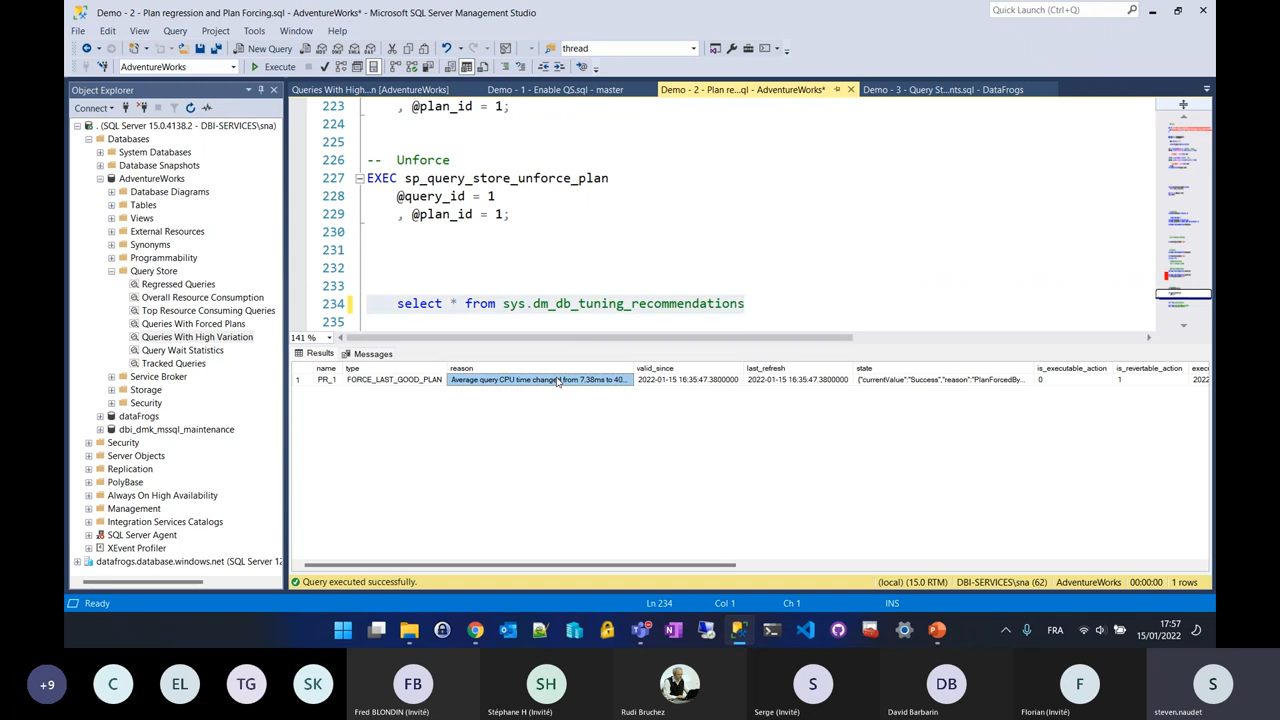 Demo - 2 - Plan regression and Plan Forcing.sql - AdventureWorks* - Microsoft SQL Server Management Studio
Quick Launch (Ctrl+Q)
File Edit View Query Project Tools Window Help
New Query
thread
AdventureWorks
Execute
Object Explorer
Queries With High...n [AdventureWorks]
Demo - 1 - Enable QS.sql - master
Demo - 2 - Plan re...ql - AdventureWorks*
Demo - 3 - Query St...nts.sql - DataFrogs
Connect
. (SQL Server 15.0.4138.2 - DBI-SERVICES\sna)
Databases
System Databases
Database Snapshots
AdventureWorks
Database Diagrams
Tables
Views
External Resources
Synonyms
Programmability
Query Store
Regressed Queries
Overall Resource Consumption
Top Resource Consuming Queries
Queries With Forced Plans
Queries With High Variation
Query Wait Statistics
Tracked Queries
Service Broker
Storage
Security
dataFrogs
dbi_dmk_mssql_maintenance
Security
Server Objects
Replication
PolyBase
Always On High Availability
Management
Integration Services Catalogs
SQL Server Agent
XEvent Profiler
datafrogs.database.windows.net (SQL Server 12
223 , @plan_id = 1;
224
225
226 -- Unforce
227 EXEC sp_query_store_unforce_plan
228 @query_id = 1
229 , @plan_id = 1;
230
231
232
233
234 select * from sys.dm_db_tuning_recommendations
235
141 %
Results Messages
name type reason valid_since last_refresh state is_executable_action is_revertable_action exec
1 PR_1 FORCE_LAST_GOOD_PLAN Average query CPU time changed from 7.38ms to 40... 2022-01-15 16:35:47.3800000 2022-01-15 16:35:47.3800000 {"currentValue":"Success","reason":"PlanForcedBy... 0 1 2022
Query executed successfully.
(local) (15.0 RTM) DBI-SERVICES\sna (62) AdventureWorks 00:00:00 1 rows
Ready Ln 234 Col 1 Ch 1 INS
FRA
17:57
15/01/2022
+9 C EL TG SK FB SH S DB F S
Fred BLONDIN (Invité) Stéphane H (Invité) Rudi Bruchez Serge (Invité) David Barbarin Florian (Invité) steven.naudet